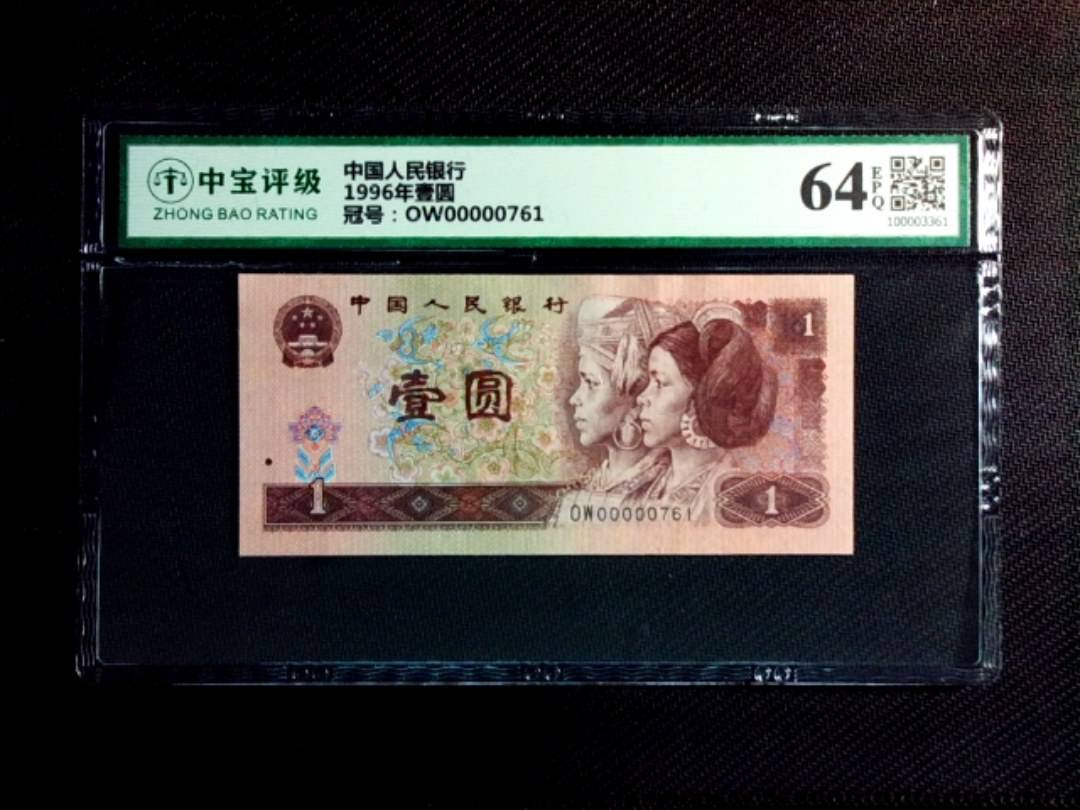 中宝评级
ZHONG BAO RATING
中国人民银行
1996年壹圆
冠号：OW00000761
64
EPQ
100003361
中国人民银行
1
壹圆
1
OW00000761
1